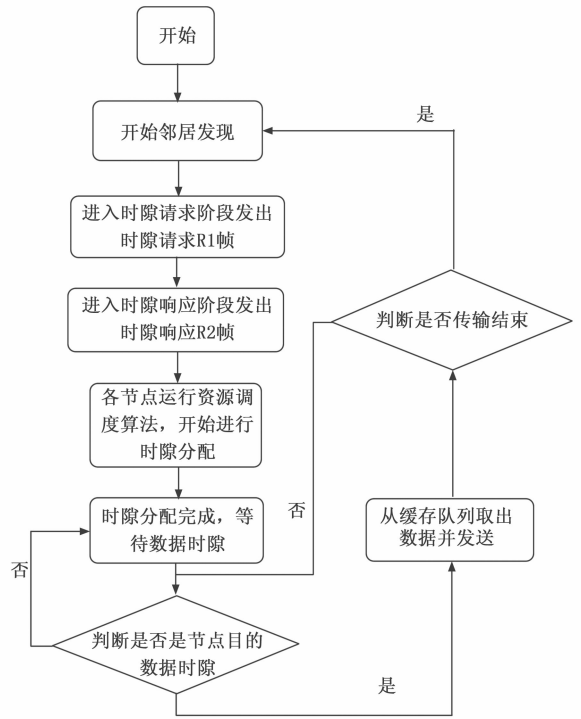 开始
开始邻居发现
是
进入时隙请求阶段发出
时隙请求R1帧
进入时隙响应阶段发出
时隙响应R2帧
判断是否传输结束
各节点运行资源调
度算法，开始进行
时隙分配
时隙分配完成，等
待数据时隙
否
从缓存队列取出
数据并发送
否
判断是否是节点目的
数据时隙
是